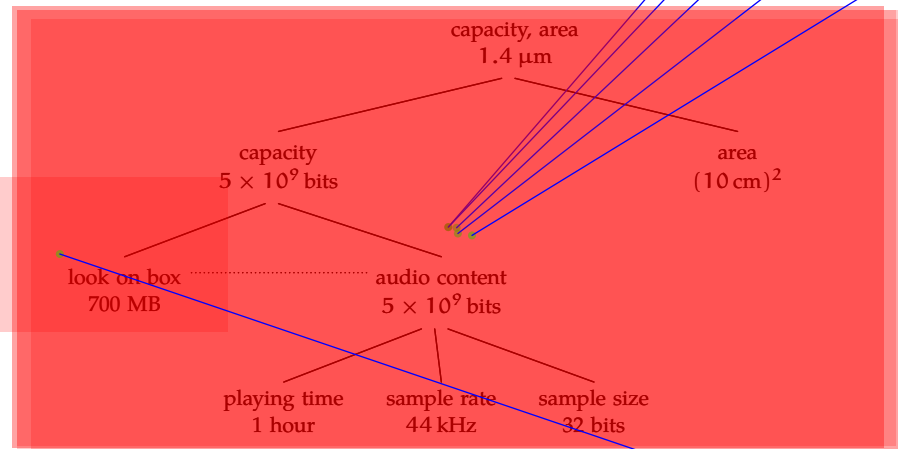 capacity, area
1.4 μm
capacity
5 × 10⁹ bits
area
(10 cm)²
look on box
700 MB
audio content
5 × 10⁹ bits
playing time
1 hour
sample rate
44 kHz
sample size
32 bits